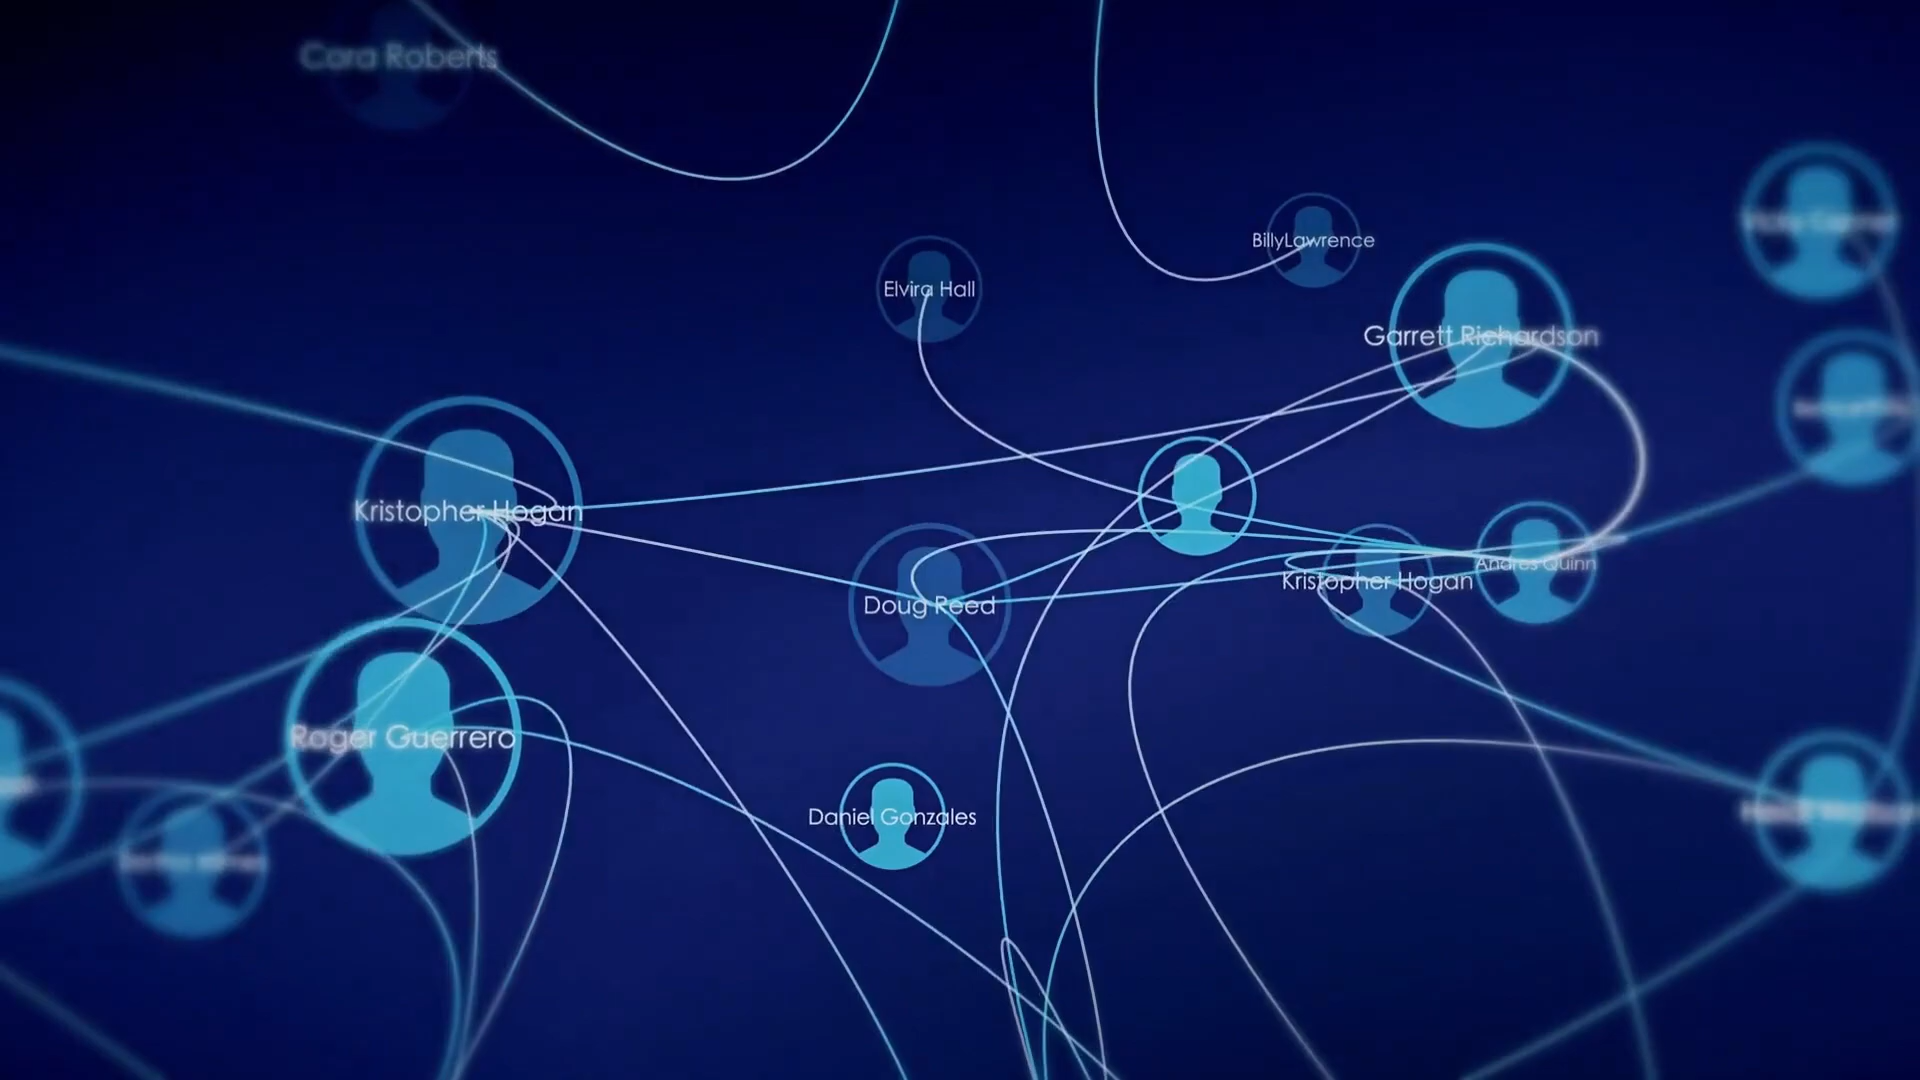 Cara Roberts
BillyLawrence
Elvira Hall
Garrett Richardson
Kristopher Hogan
Andres Quinn
Kristopher Hogan
Doug Reed
Roger Guerrero
Daniel Gonzales